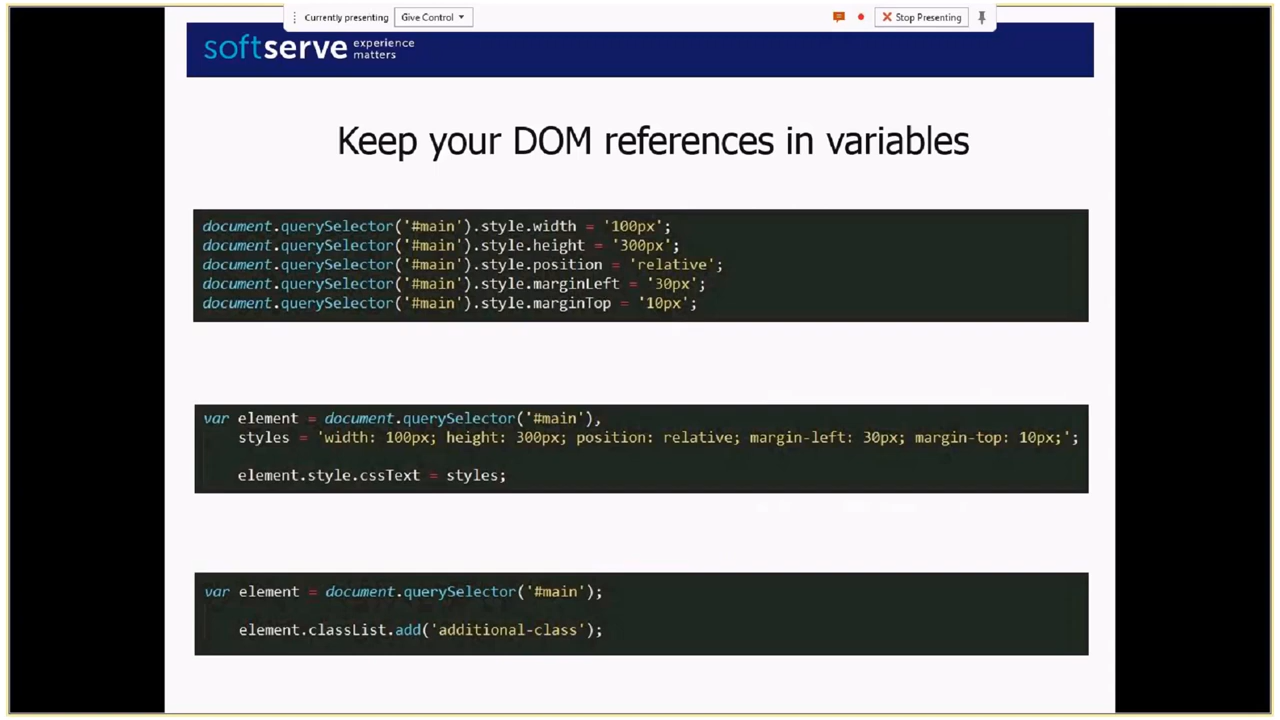 Currently presenting Give Control Stop Presenting
softserve experience matters
Keep your DOM references in variables
document.querySelector('#main').style.width = '100px';
document.querySelector('#main').style.height = '300px';
document.querySelector('#main').style.position = 'relative';
document.querySelector('#main').style.marginLeft = '30px';
document.querySelector('#main').style.marginTop = '10px';
var element = document.querySelector('#main'),
styles = 'width: 100px; height: 300px; position: relative; margin-left: 30px; margin-top: 10px;';
element.style.cssText = styles;
var element = document.querySelector('#main');
element.classList.add('additional-class');